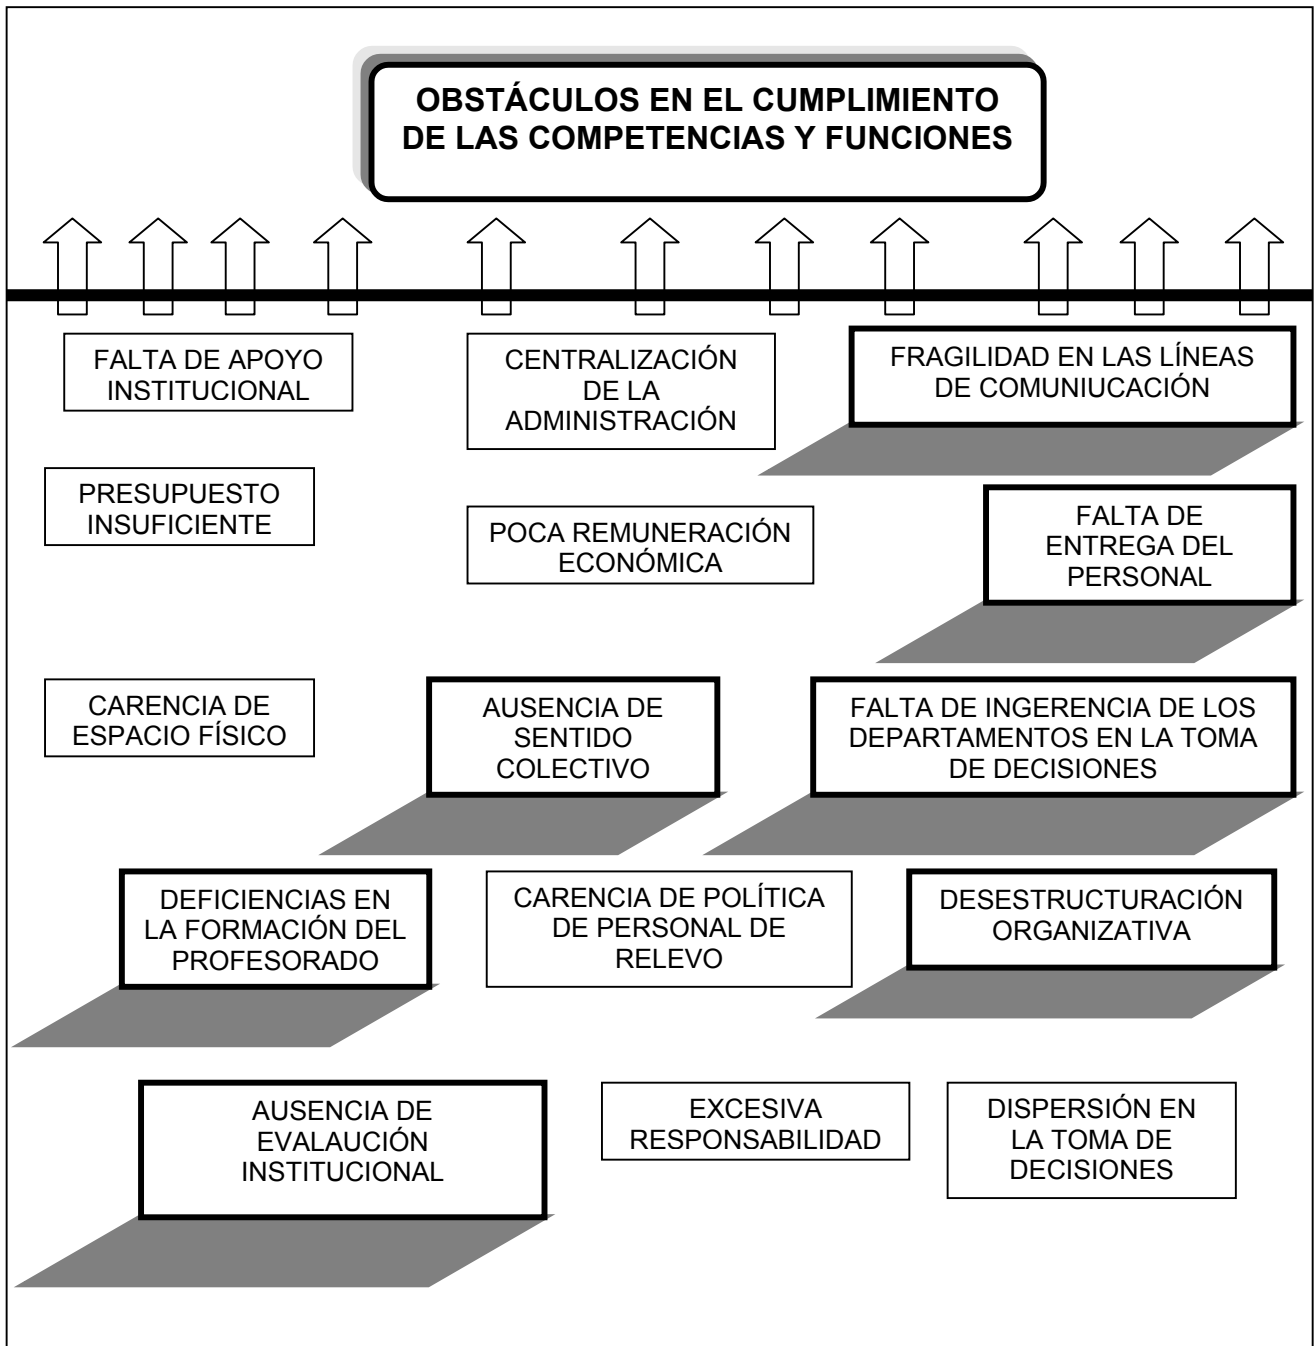 OBSTÁCULOS EN EL CUMPLIMIENTO
DE LAS COMPETENCIAS Y FUNCIONES
FALTA DE APOYO
INSTITUCIONAL
CENTRALIZACIÓN
DE LA
ADMINISTRACIÓN
FRAGILIDAD EN LAS LÍNEAS
DE COMUNIUCACIÓN
PRESUPUESTO
INSUFICIENTE
POCA REMUNERACIÓN
ECONÓMICA
FALTA DE
ENTREGA DEL
PERSONAL
CARENCIA DE
ESPACIO FÍSICO
AUSENCIA DE
SENTIDO
COLECTIVO
FALTA DE INGERENCIA DE LOS
DEPARTAMENTOS EN LA TOMA
DE DECISIONES
DEFICIENCIAS EN
LA FORMACIÓN DEL
PROFESORADO
CARENCIA DE POLÍTICA
DE PERSONAL DE
RELEVO
DESESTRUCTURACIÓN
ORGANIZATIVA
AUSENCIA DE
EVALAUCIÓN
INSTITUCIONAL
EXCESIVA
RESPONSABILIDAD
DISPERSIÓN EN
LA TOMA DE
DECISIONES